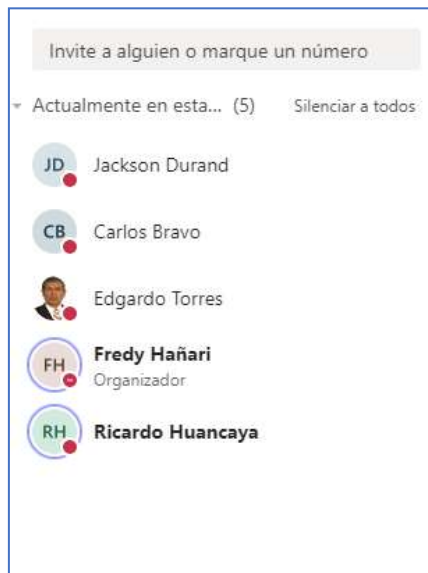 Invite a alguien o marque un número
Actualmente en esta... (5) Silenciar a todos
JD Jackson Durand
CB Carlos Bravo
Edgardo Torres
FH Fredy Hañari
Organizador
RH Ricardo Huancaya